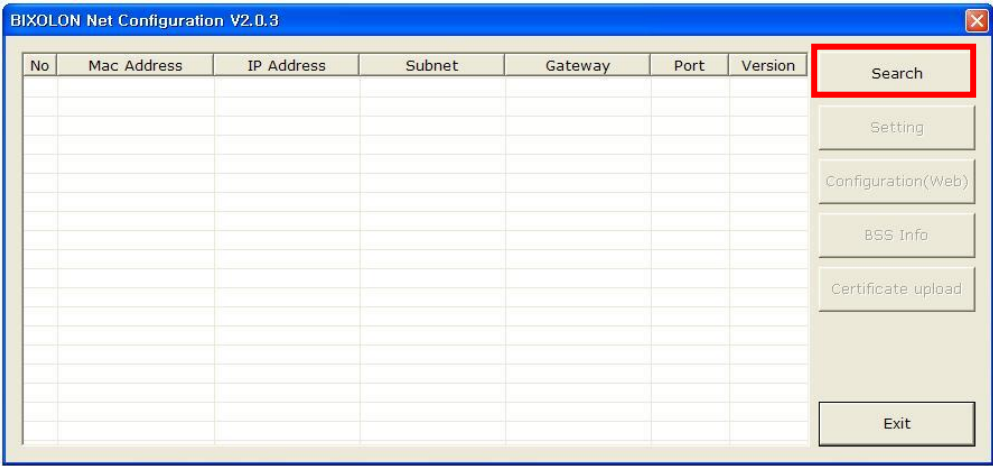 BIXOLON Net Configuration V2.0.3
No Mac Address IP Address Subnet Gateway Port Version
Search
Setting
Configuration(Web)
BSS Info
Certificate upload
Exit